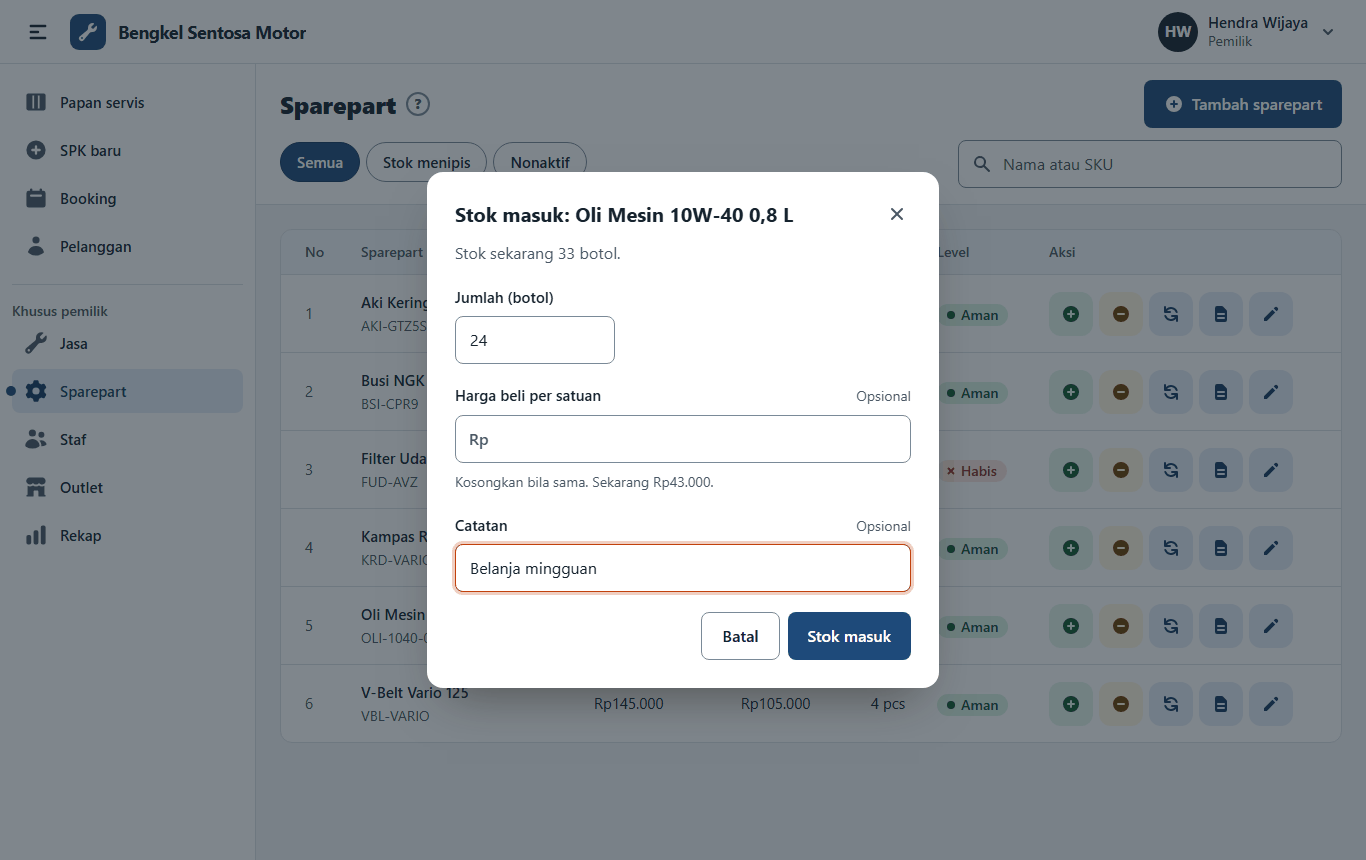 Bengkel Sentosa Motor
HW
Hendra Wijaya
Pemilik
Papan servis
SPK baru
Booking
Pelanggan
Khusus pemilik
Jasa
Sparepart
Staf
Outlet
Rekap
Sparepart ?
Tambah sparepart
Semua
Stok menipis
Nonaktif
Nama atau SKU
No
Sparepart
Level
Aksi
1
Aki Kering
AKI-GTZ5S
Aman
2
Busi NGK
BSI-CPR9
Aman
3
Filter Uda
FUD-AVZ
Habis
4
Kampas R
KRD-VARIO
Aman
5
Oli Mesin
OLI-1040-
Aman
6
V-Belt Vario 125
VBL-VARIO
Rp145.000
Rp105.000
4 pcs
Aman
Stok masuk: Oli Mesin 10W-40 0,8 L
Stok sekarang 33 botol.
Jumlah (botol)
24
Harga beli per satuan
Opsional
Rp
Kosongkan bila sama. Sekarang Rp43.000.
Catatan
Opsional
Belanja mingguan
Batal
Stok masuk